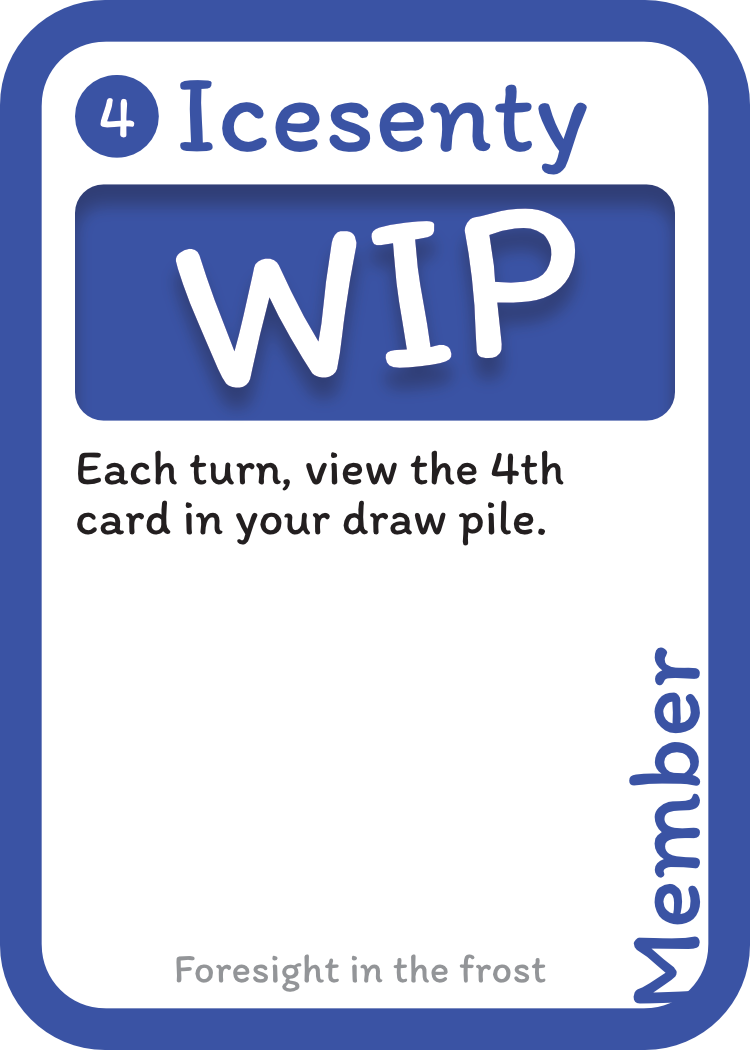 4 Icesenty
WIP
Each turn, view the 4th
card in your draw pile.
Member
Foresight in the frost